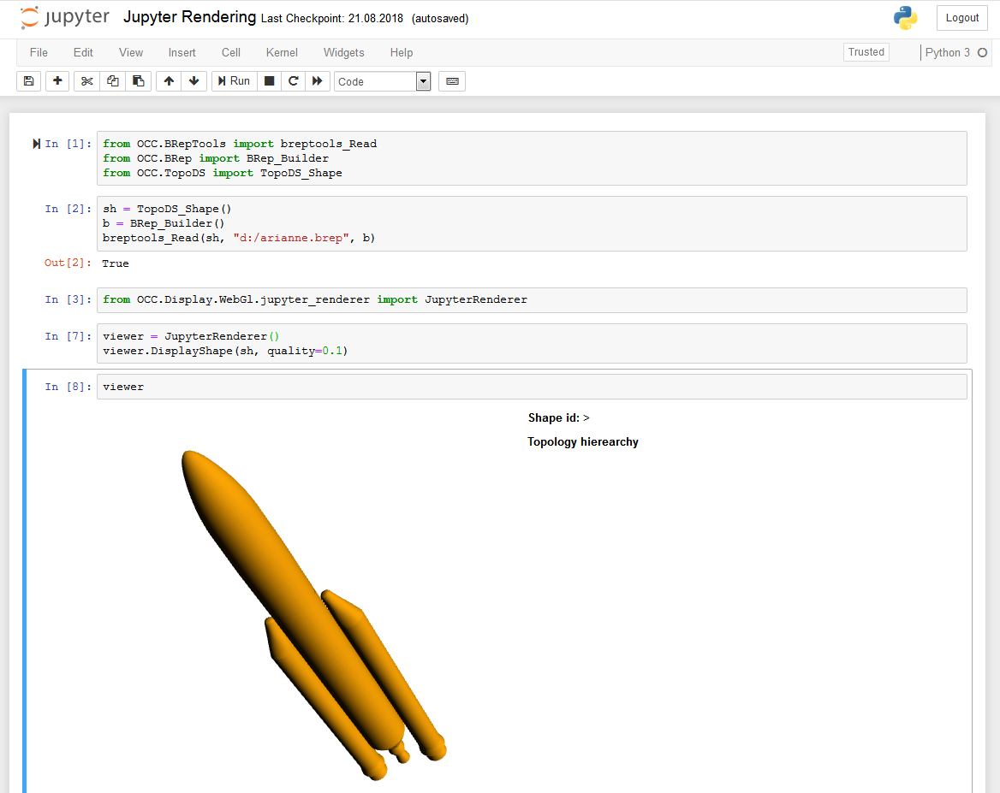 jupyter Jupyter Rendering Last Checkpoint: 21.08.2018 (autosaved) Logout
File Edit View Insert Cell Kernel Widgets Help Trusted Python 3
Run Code
In [1]: from OCC.BRepTools import breptools_Read
from OCC.BRep import BRep_Builder
from OCC.TopoDS import TopoDS_Shape
In [2]: sh = TopoDS_Shape()
b = BRep_Builder()
breptools_Read(sh, "d:/arianne.brep", b)
Out[2]: True
In [3]: from OCC.Display.WebGl.jupyter_renderer import JupyterRenderer
In [7]: viewer = JupyterRenderer()
viewer.DisplayShape(sh, quality=0.1)
In [8]: viewer
Shape id: >
Topology hierearchy